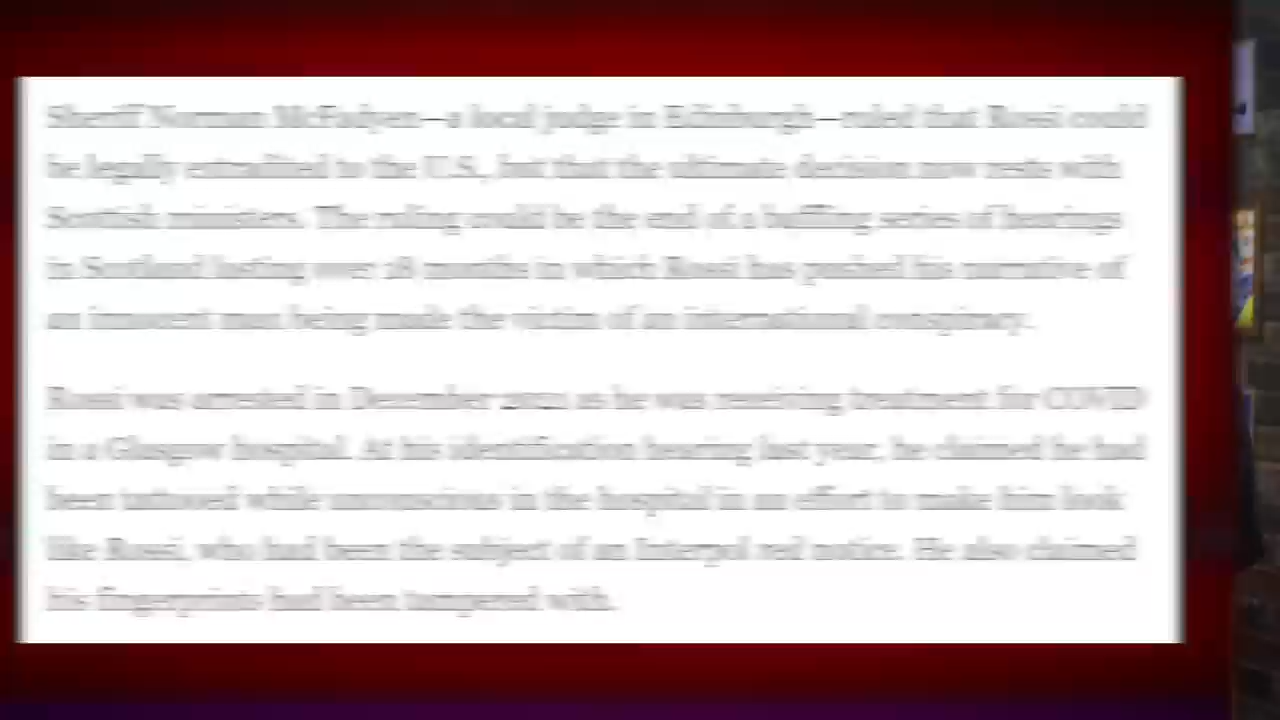 Sheriff Norman McFadyen—a local judge in Edinburgh—ruled that Rossi could
be legally extradited to the U.S., but that the ultimate decision now rests with
Scottish ministers. The ruling could be the end of a baffling series of hearings
in Scotland lasting over 18 months in which Rossi has pushed his narrative of
an innocent man being made the victim of an international conspiracy.
Rossi was arrested in December 2021 as he was receiving treatment for COVID
in a Glasgow hospital. At his identification hearing last year, he claimed he had
been tattooed while unconscious in the hospital in an effort to make him look
like Rossi, who had been the subject of an Interpol red notice. He also claimed
his fingerprints had been tampered with.